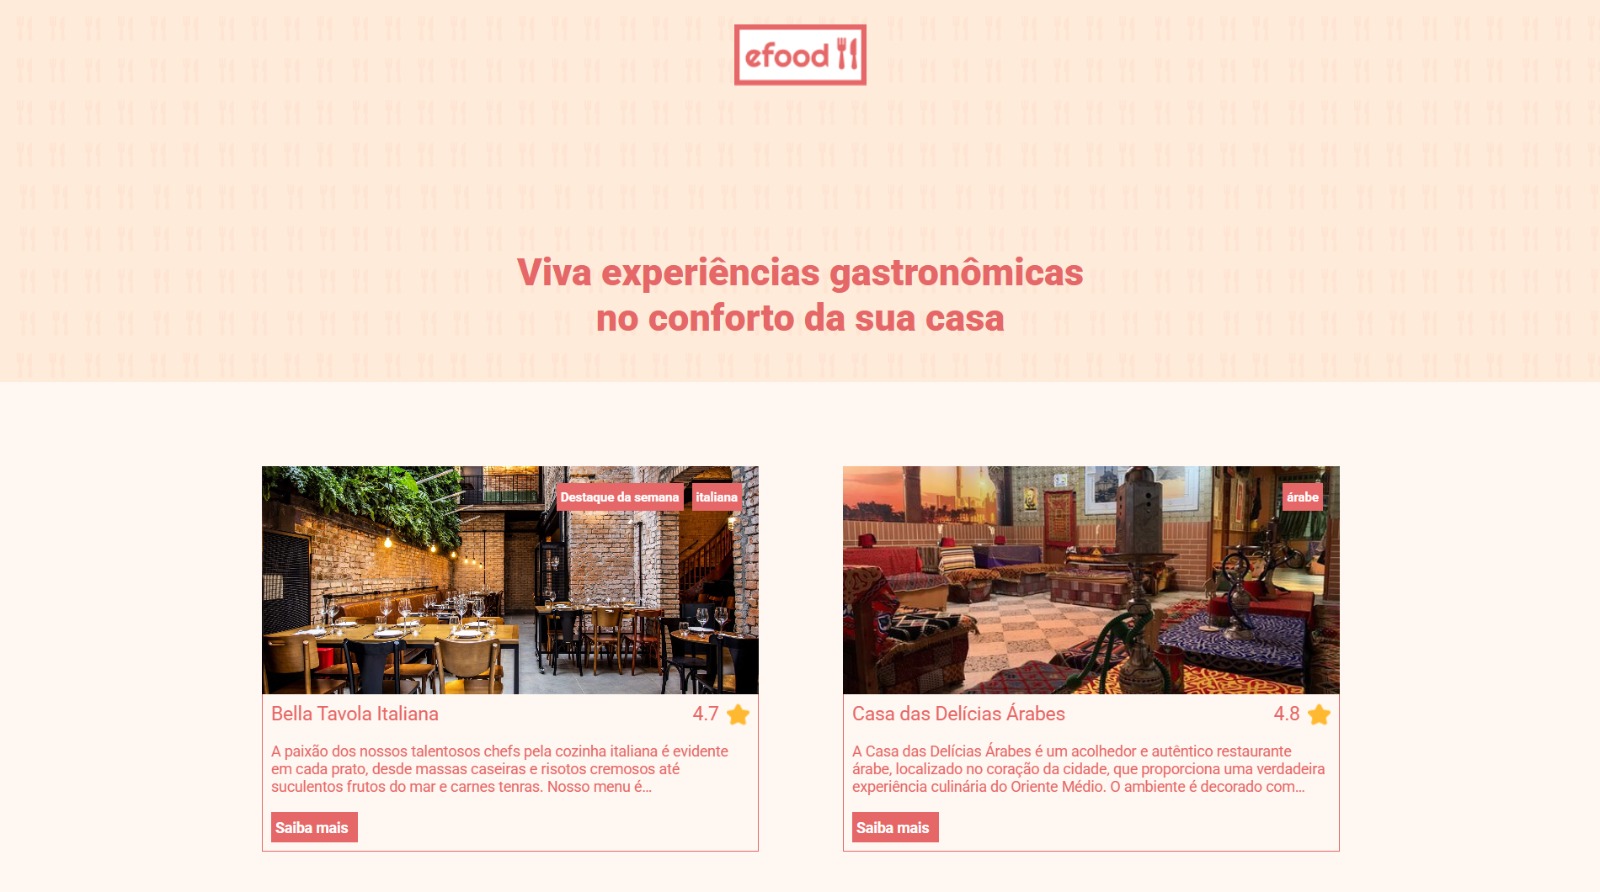 efood
Viva experiências gastronômicas
no conforto da sua casa
Destaque da semana
italiana
Bella Tavola Italiana
4.7
A paixão dos nossos talentosos chefs pela cozinha italiana é evidente
em cada prato, desde massas caseiras e risotos cremosos até
suculentos frutos do mar e carnes tenras. Nosso menu é...
Saiba mais
árabe
Casa das Delícias Árabes
4.8
A Casa das Delícias Árabes é um acolhedor e autêntico restaurante
árabe, localizado no coração da cidade, que proporciona uma verdadeira
experiência culinária do Oriente Médio. O ambiente é decorado com...
Saiba mais